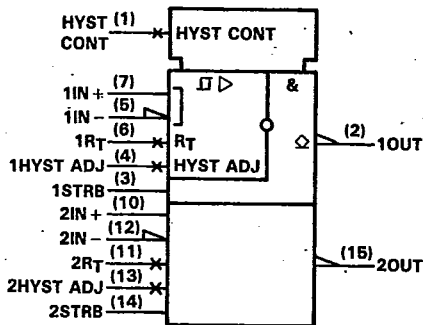 HYST CONT (1) HYST CONT
1IN+ (7)
&
1IN- (5)
1RT (6) RT
(2) 1OUT
1HYST ADJ (4) HYST ADJ
1STRB (3)
2IN+ (10)
2IN- (12)
2RT (11)
(15) 2OUT
2HYST ADJ (13)
2STRB (14)